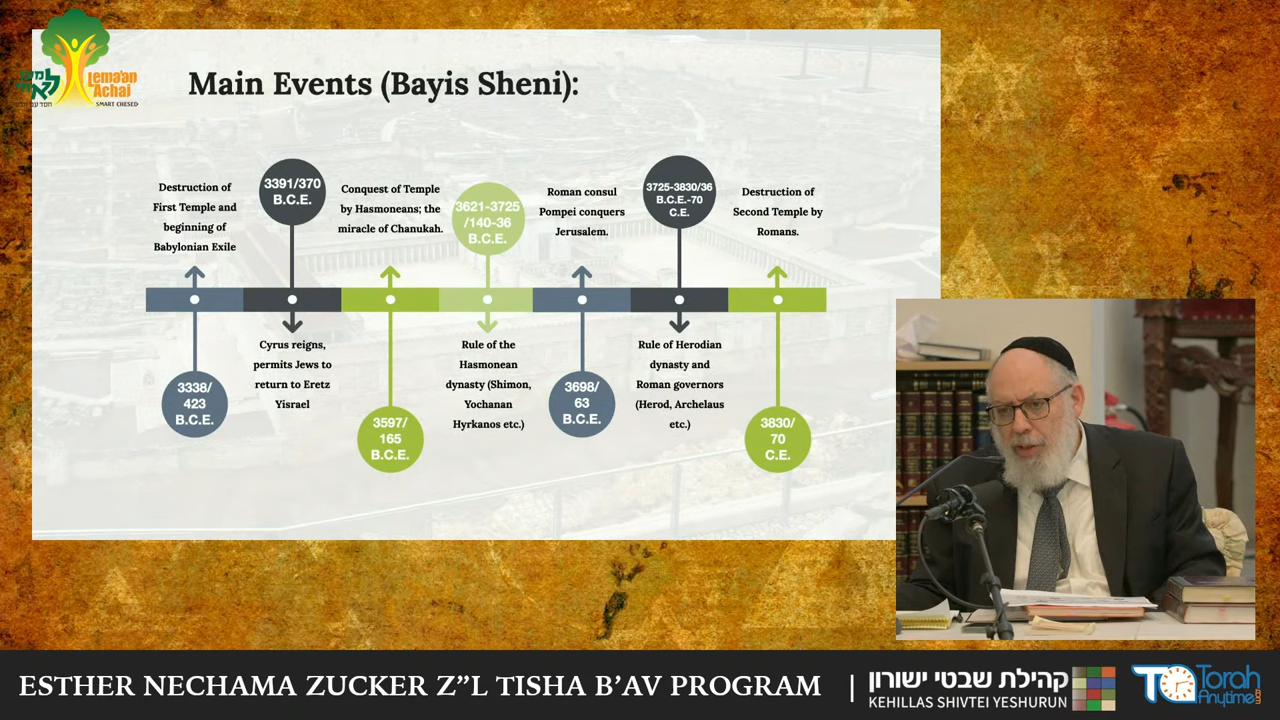 למען
אחי
חסד עם
Lema'an
Achai
SMART CHESED
Main Events (Bayis Sheni):
Destruction of
First Temple and
beginning of
Babylonian Exile
3338/
423
B.C.E.
3391/370
B.C.E.
Cyrus reigns,
permits Jews to
return to Eretz
Yisrael
Conquest of Temple
by Hasmoneans; the
miracle of Chanukah.
3597/
165
B.C.E.
3621-3725
/140-36
B.C.E.
Rule of the
Hasmonean
dynasty (Shimon,
Yochanan
Hyrkanos etc.)
Roman consul
Pompei conquers
Jerusalem.
3698/
63
B.C.E.
3725-3830/36
B.C.E.-70
C.E.
Rule of Herodian
dynasty and
Roman governors
(Herod, Archelaus
etc.)
Destruction of
Second Temple by
Romans.
3830/
70
C.E.
ESTHER NECHAMA ZUCKER Z”L TISHA B’AV PROGRAM |
קהילת שבטי ישורון
KEHILLAS SHIVTEI YESHURUN
TA Torah
Anytime